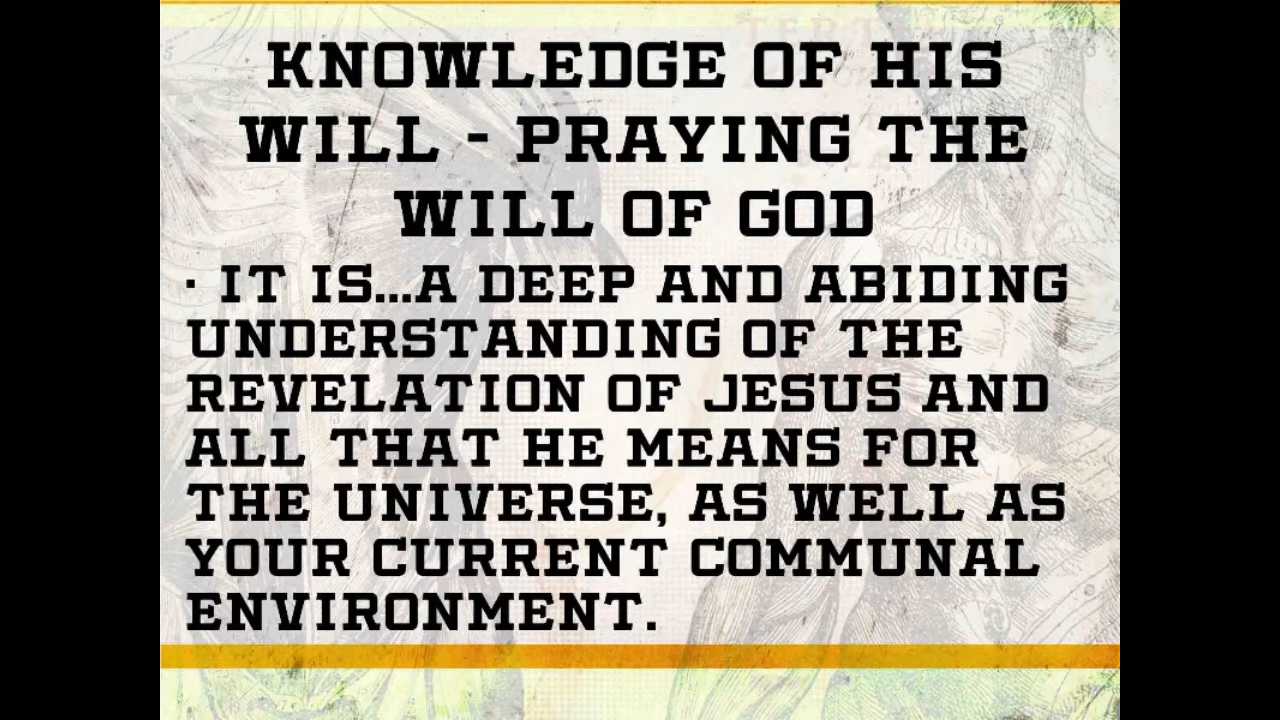 KNOWLEDGE OF HIS
WILL - PRAYING THE
WILL OF GOD
· IT IS...A DEEP AND ABIDING
UNDERSTANDING OF THE
REVELATION OF JESUS AND
ALL THAT HE MEANS FOR
THE UNIVERSE, AS WELL AS
YOUR CURRENT COMMUNAL
ENVIRONMENT.